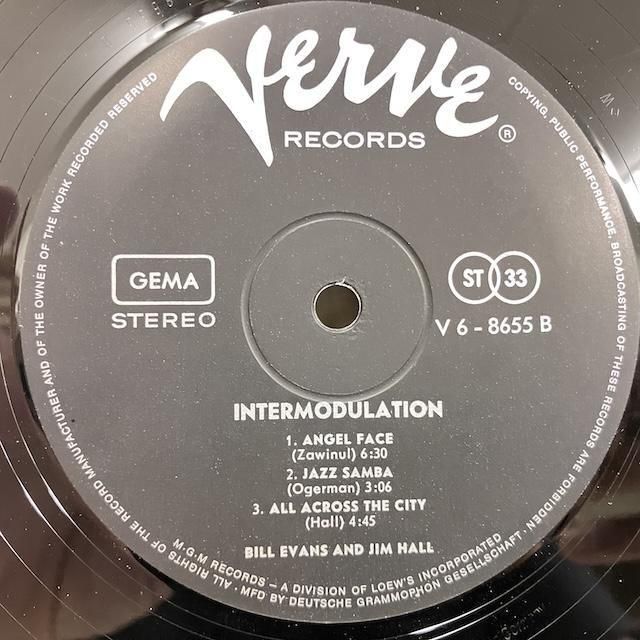 Verve
RECORDS ®
GEMA
STEREO
ST 33
V 6 - 8655 B
INTERMODULATION
1. ANGEL FACE
(Zawinul) 6:30
2. JAZZ SAMBA
(Ogerman) 3:06
3. ALL ACROSS THE CITY
(Hall) 4:45
BILL EVANS AND JIM HALL
M-G-M RECORDS – A DIVISION OF LOEW'S INCORPORATED
ALL RIGHTS OF THE RECORD MANUFACTURER AND OF THE OWNER OF THE WORK RECORDED RESERVED
COPYING, PUBLIC PERFORMANCE, BROADCASTING OF THESE RECORDS ARE FORBIDDEN · MFD BY DEUTSCHE GRAMMOPHON GESELLSCHAFT ·